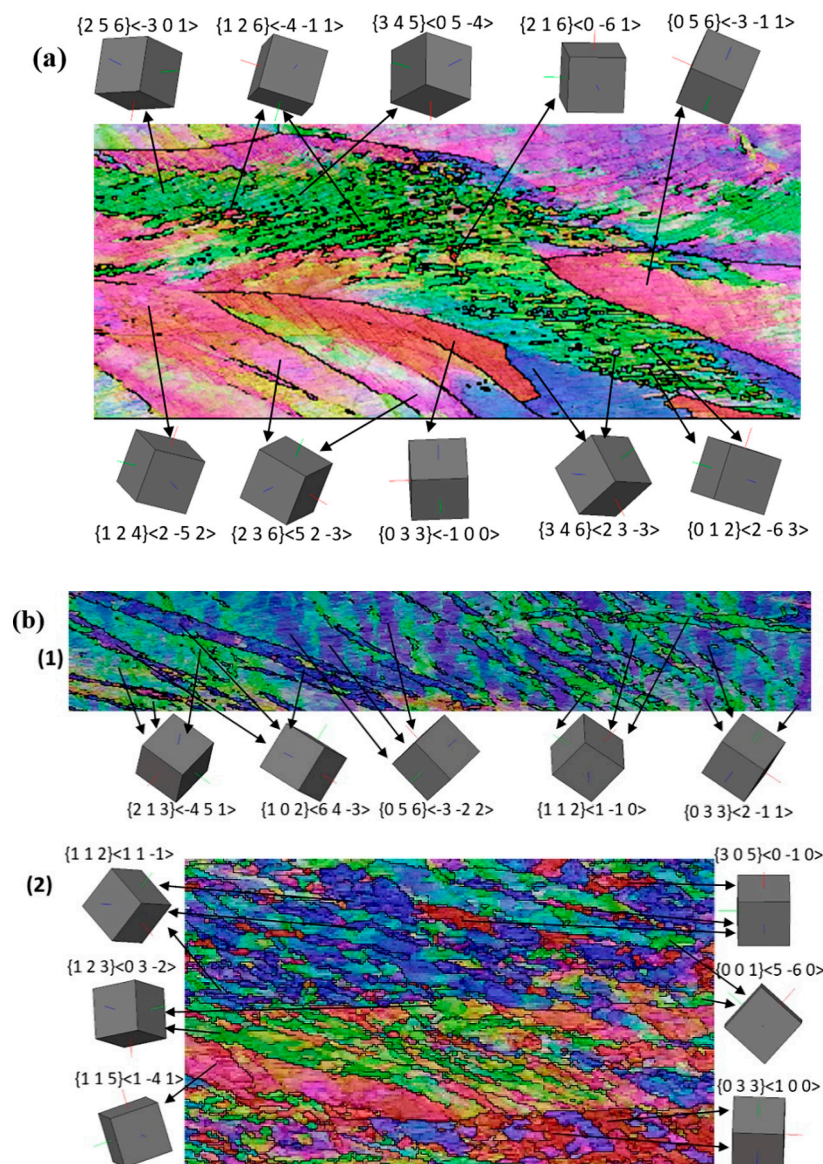 {2 5 6}<-3 0 1> {1 2 6}<-4 -1 1> {3 4 5}<0 5 -4> {2 1 6}<0 -6 1> {0 5 6}<-3 -1 1>
(a)
{1 2 4}<2 -5 2> {2 3 6}<5 2 -3> {0 3 3}<-1 0 0> {3 4 6}<2 3 -3> {0 1 2}<2 -6 3>
(b)
(1)
{2 1 3}<-4 5 1> {1 0 2}<6 4 -3> {0 5 6}<-3 -2 2> {1 1 2}<1 -1 0> {0 3 3}<2 -1 1>
(2)
{1 1 2}<1 1 -1> {3 0 5}<0 -1 0>
{1 2 3}<0 3 -2> {0 0 1}<5 -6 0>
{1 1 5}<1 -4 1> {0 3 3}<1 0 0>